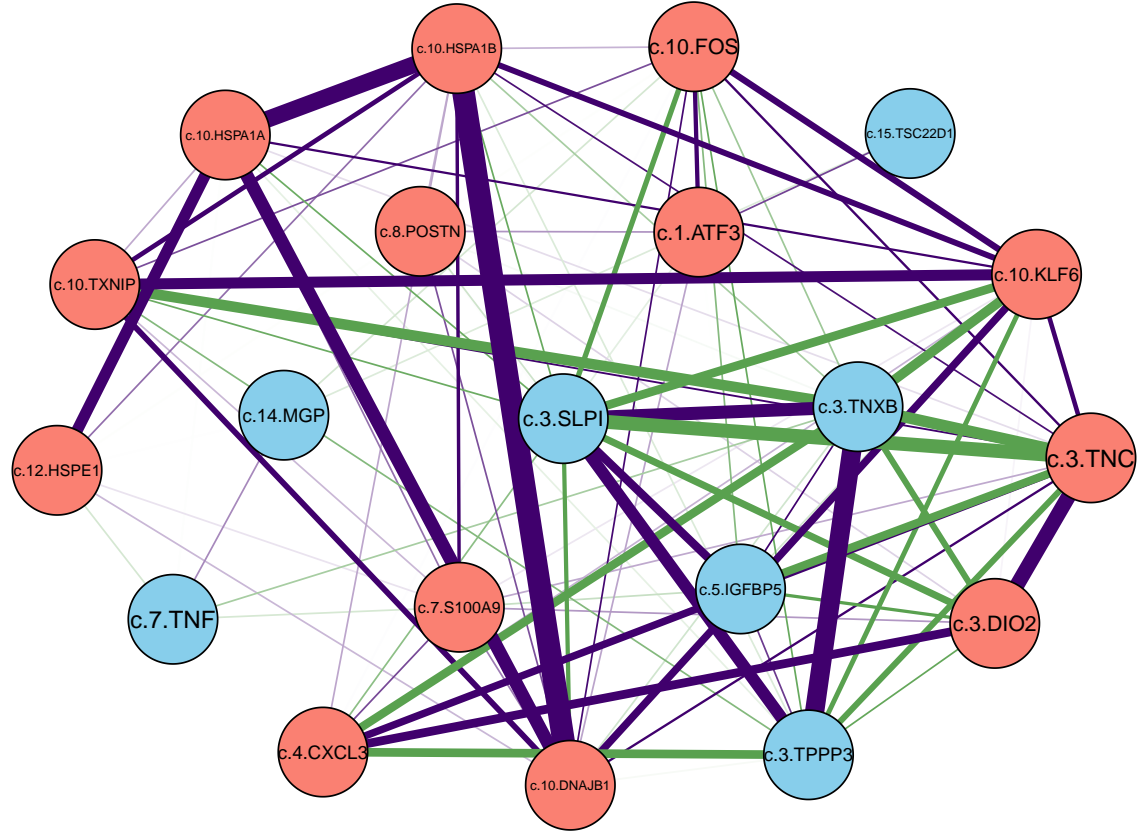 c.10.HSPA1B
c.10.FOS
c.10.HSPA1A
c.15.TSC22D1
c.8.POSTN
c.1.ATF3
c.10.TXNIP
c.10.KLF6
c.14.MGP
c.3.SLPI
c.3.TNXB
c.12.HSPE1
c.3.TNC
c.5.IGFBP5
c.7.S100A9
c.7.TNF
c.3.DIO2
c.4.CXCL3
c.3.TPPP3
c.10.DNAJB1